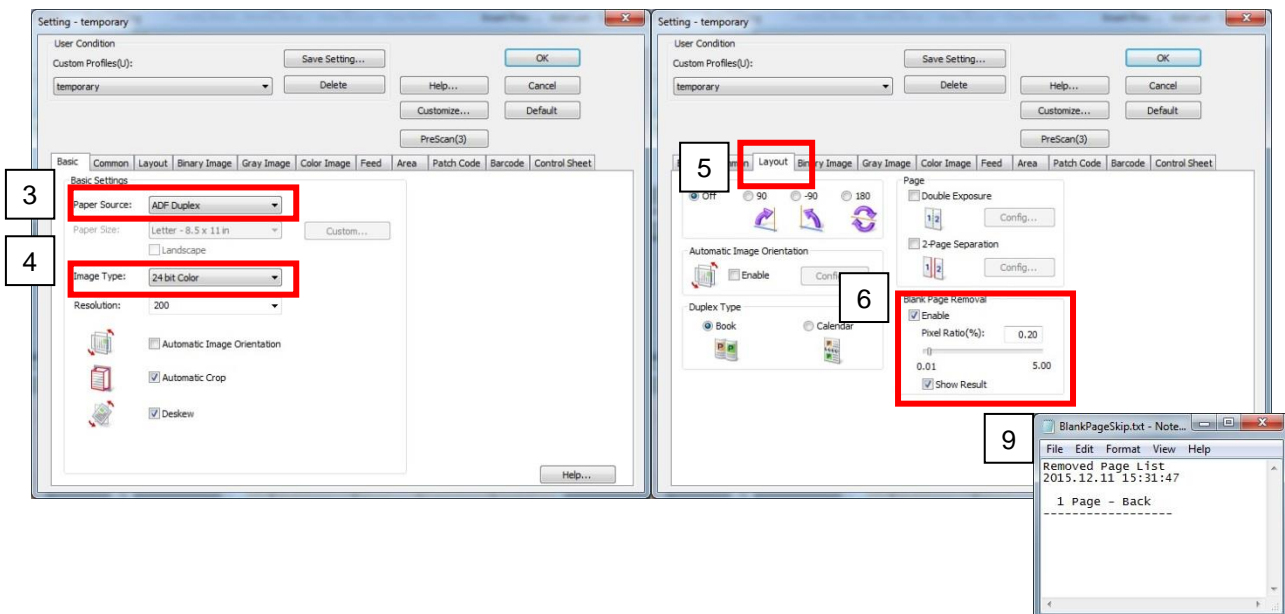 Setting - temporary
User Condition
Custom Profiles(U):
Save Setting...
OK
temporary
Delete
Help...
Cancel
Customize...
Default
PreScan(3)
Basic Common Layout Binary Image Gray Image Color Image Feed Area Patch Code Barcode Control Sheet
Basic Settings
3
Paper Source: ADF Duplex
Paper Size: Letter - 8.5 x 11 in Custom...
Landscape
4
Image Type: 24 bit Color
Resolution: 200
Automatic Image Orientation
Automatic Crop
Deskew
Help...
Setting - temporary
User Condition
Custom Profiles(U):
Save Setting...
OK
temporary
Delete
Help...
Cancel
Customize...
Default
PreScan(3)
5
Layout Binary Image Gray Image Color Image Feed Area Patch Code Barcode Control Sheet
Off 90 -90 180
Automatic Image Orientation
Enable
Duplex Type
Book Calendar
Page
Double Exposure
Config...
2-Page Separation
Config...
6
Blank Page Removal
Enable
Pixel Ratio(%): 0.20
0.01 5.00
Show Result
9
BlankPageSkip.txt - Note...
File Edit Format View Help
Removed Page List
2015.12.11 15:31:47
1 Page - Back
------------------